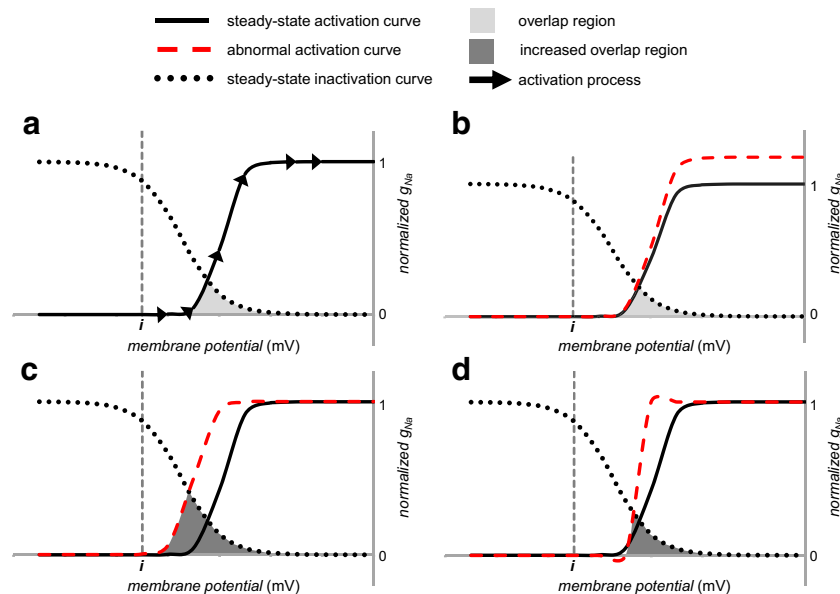 steady-state activation curve
overlap region
abnormal activation curve
increased overlap region
steady-state inactivation curve
activation process
a
1
normalized gNa
0
i
membrane potential (mV)
b
1
normalized gNa
0
i
membrane potential (mV)
c
1
normalized gNa
0
i
membrane potential (mV)
d
1
normalized gNa
0
i
membrane potential (mV)